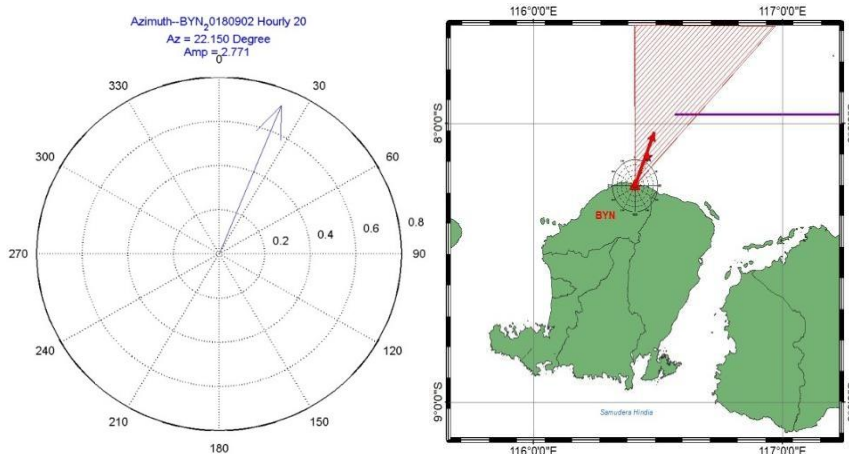 Azimuth--BYN₂0180902 Hourly 20
Az = 22.150 Degree
Amp = 2.771
0
330
30
300
60
0.8
0.6
0.4
0.2
270
90
240
120
210
150
180
116°0'0"E
117°0'0"E
8°0'0"S
BYN
9°0'0"S
Samudera Hindia
116°0'0"E
117°0'0"E